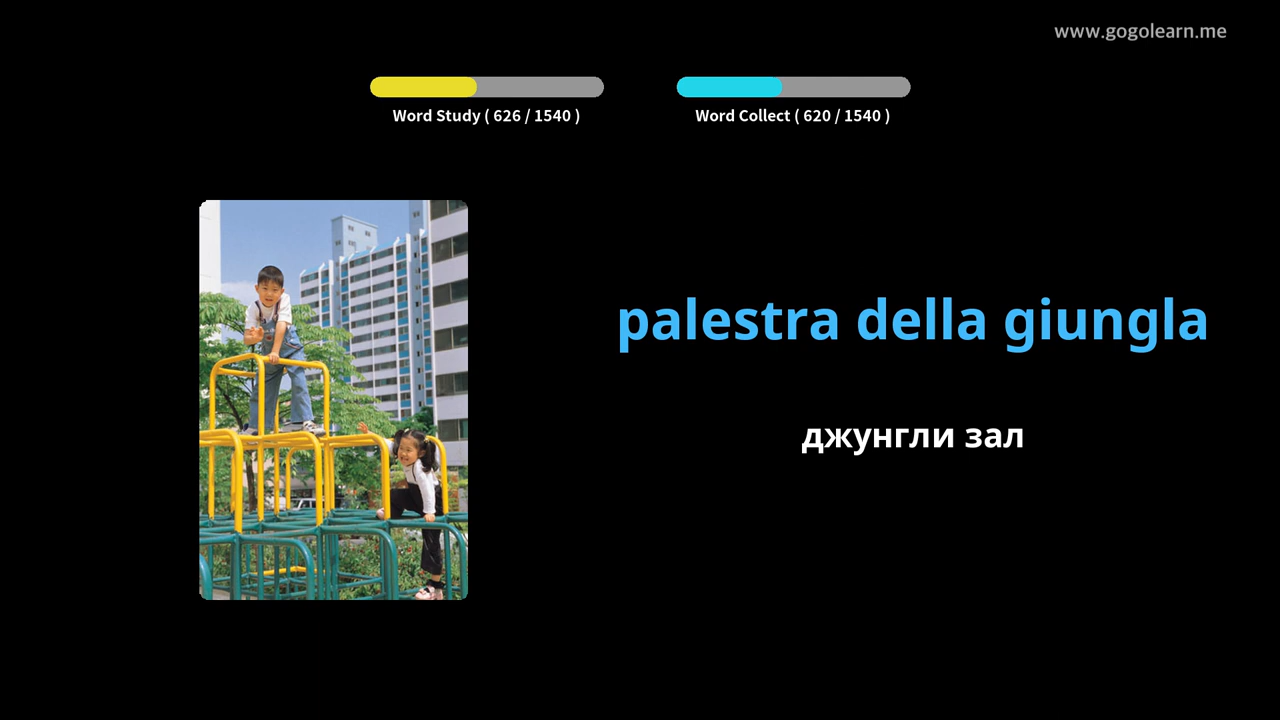 www.gogolearn.me
Word Study ( 626 / 1540 )
Word Collect ( 620 / 1540 )
palestra della giungla
джунгли зал